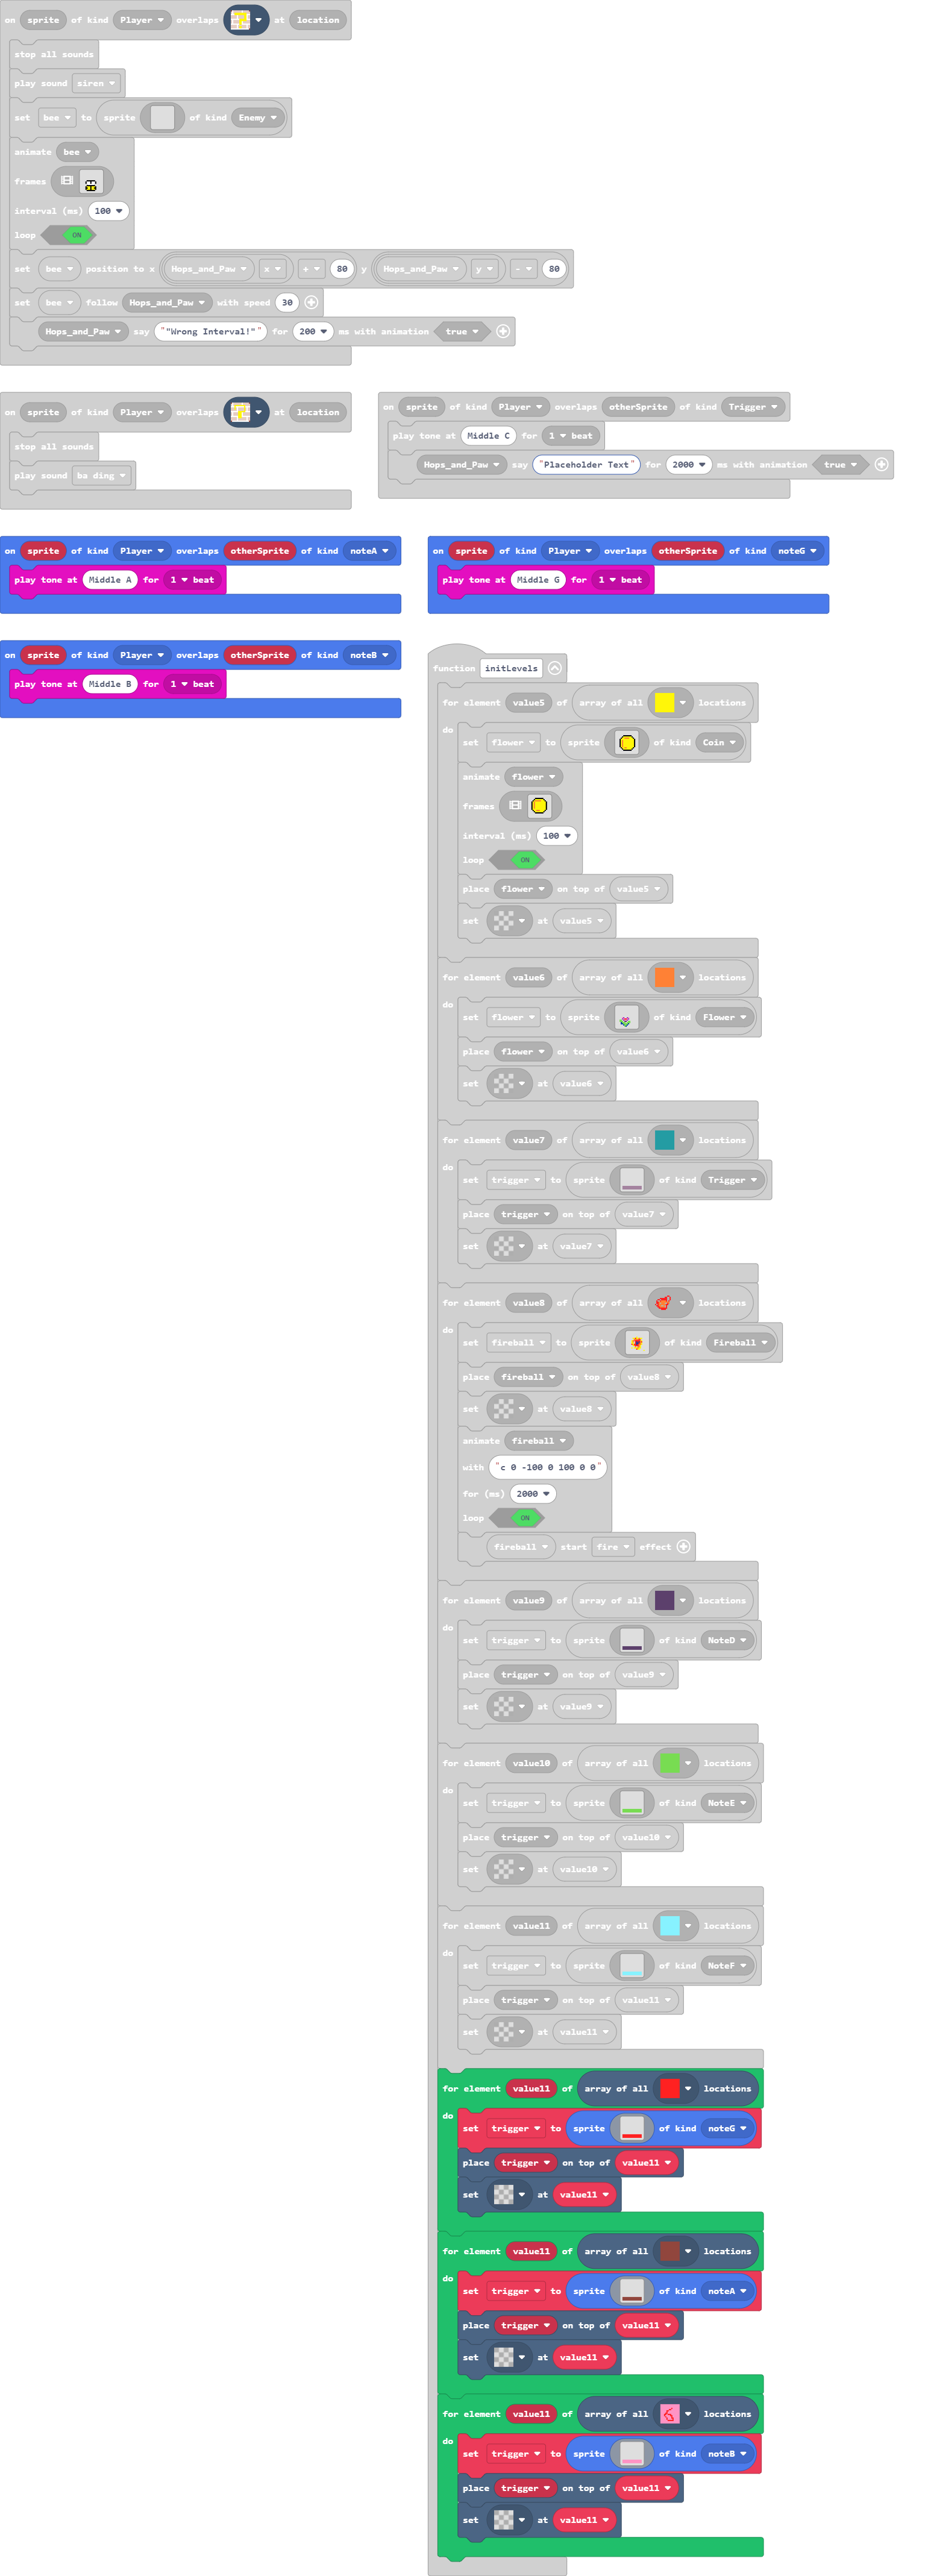 on sprite of kind Player overlaps at location
stop all sounds
play sound siren
set bee to sprite of kind Enemy
animate bee
frames
interval (ms) 100
loop ON
set bee position to x Hops_and_Paw x + 80 y Hops_and_Paw y - 80
set bee follow Hops_and_Paw with speed 30
Hops_and_Paw say ""Wrong Interval!"" for 200 ms with animation true
on sprite of kind Player overlaps at location
stop all sounds
play sound ba ding
on sprite of kind Player overlaps otherSprite of kind Trigger
play tone at Middle C for 1 beat
Hops_and_Paw say "Placeholder Text" for 2000 ms with animation true
on sprite of kind Player overlaps otherSprite of kind noteA
play tone at Middle A for 1 beat
on sprite of kind Player overlaps otherSprite of kind noteG
play tone at Middle G for 1 beat
on sprite of kind Player overlaps otherSprite of kind noteB
play tone at Middle B for 1 beat
function initLevels
for element value5 of array of all locations
do set flower to sprite of kind Coin
animate flower
frames
interval (ms) 100
loop ON
place flower on top of value5
set at value5
for element value6 of array of all locations
do set flower to sprite of kind Flower
place flower on top of value6
set at value6
for element value7 of array of all locations
do set trigger to sprite of kind Trigger
place trigger on top of value7
set at value7
for element value8 of array of all locations
do set fireball to sprite of kind Fireball
place fireball on top of value8
set at value8
animate fireball
with "c 0 -100 0 100 0 0"
for (ms) 2000
loop ON
fireball start fire effect
for element value9 of array of all locations
do set trigger to sprite of kind NoteD
place trigger on top of value9
set at value9
for element value10 of array of all locations
do set trigger to sprite of kind NoteE
place trigger on top of value10
set at value10
for element value11 of array of all locations
do set trigger to sprite of kind NoteF
place trigger on top of value11
set at value11
for element value11 of array of all locations
do set trigger to sprite of kind noteG
place trigger on top of value11
set at value11
for element value11 of array of all locations
do set trigger to sprite of kind noteA
place trigger on top of value11
set at value11
for element value11 of array of all locations
do set trigger to sprite of kind noteB
place trigger on top of value11
set at value11